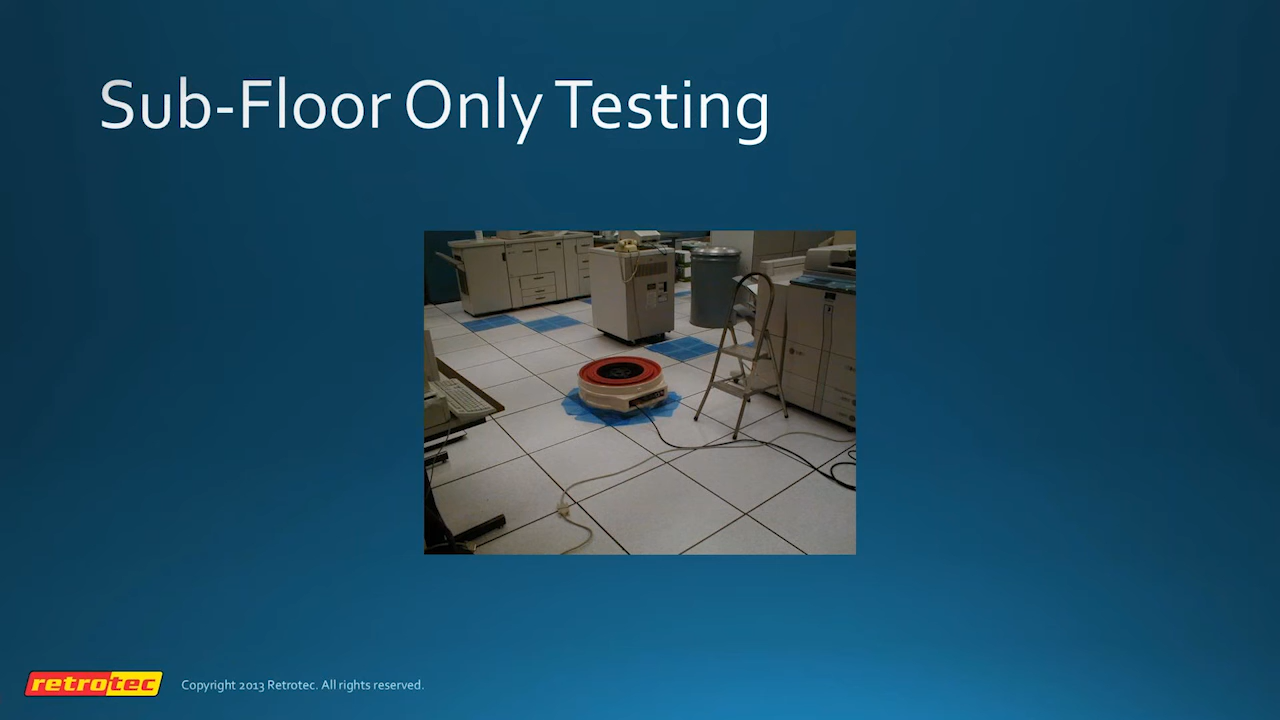 Sub-Floor Only Testing
retrotec
Copyright 2013 Retrotec. All rights reserved.